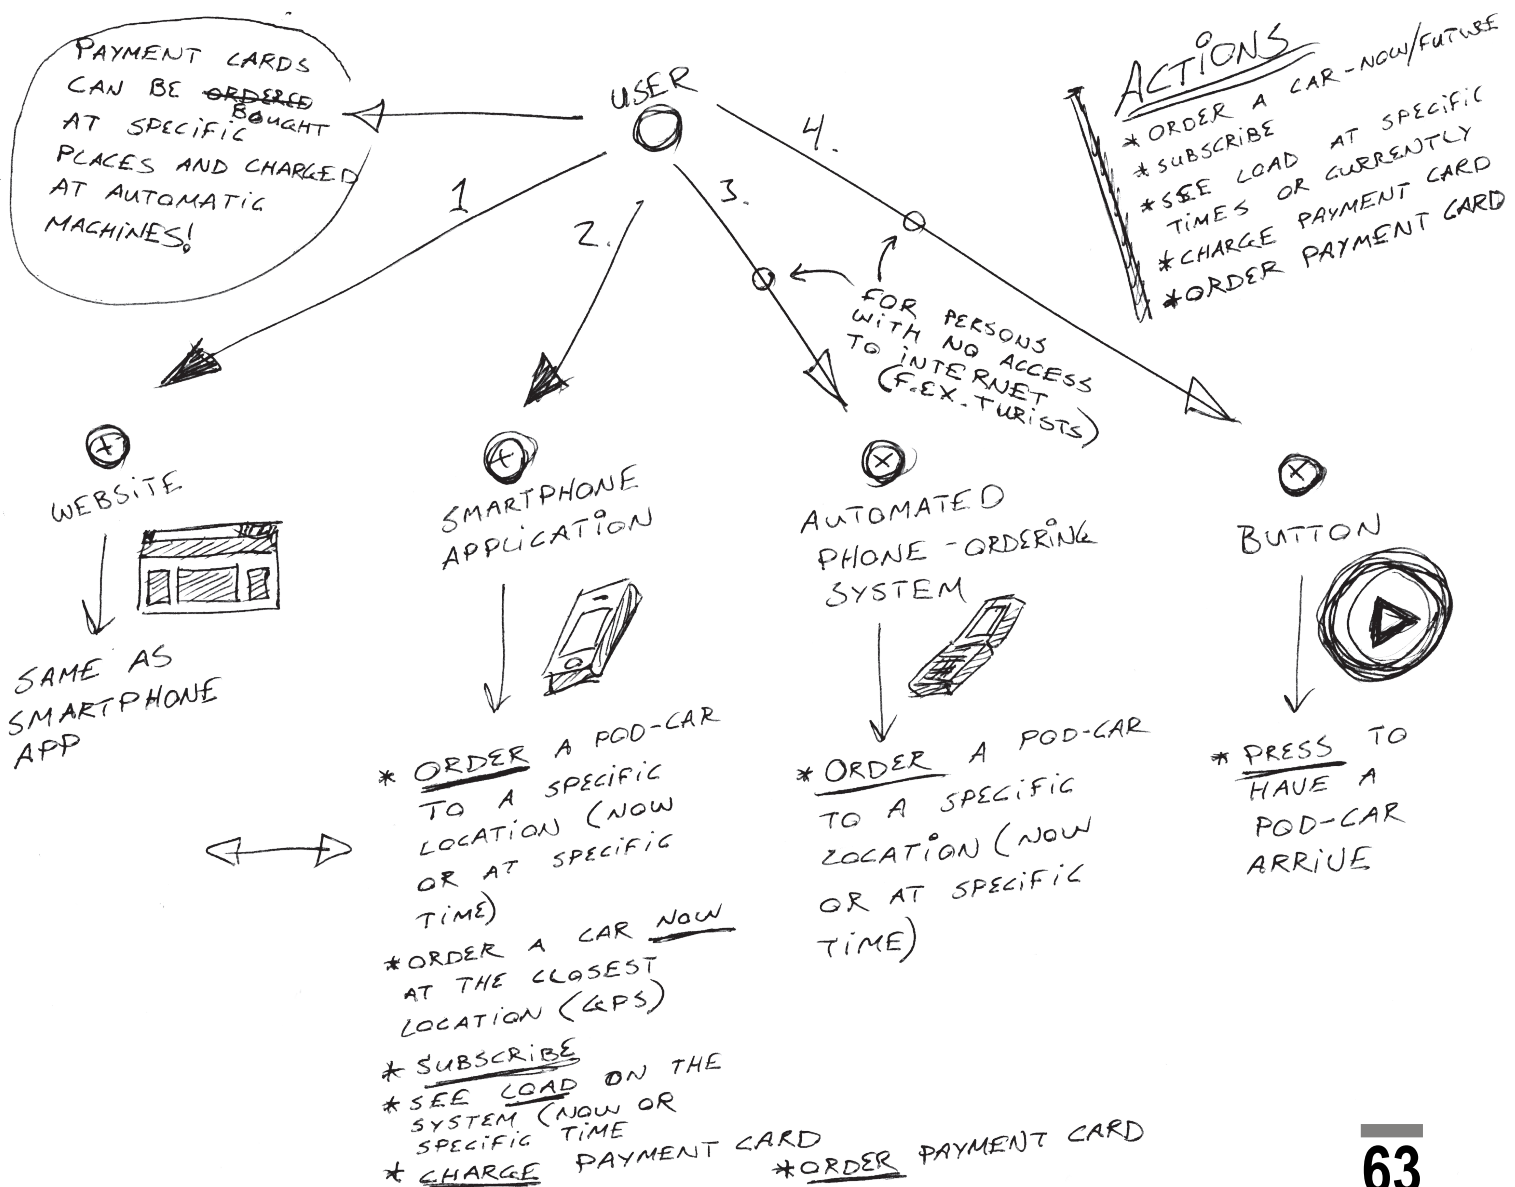 PAYMENT CARDS
CAN BE ORDERED
BOUGHT
AT SPECIFIC
PLACES AND CHARGED
AT AUTOMATIC
MACHINES!
USER
1
2.
3.
4.
ACTIONS
* ORDER A CAR-NOW/FUTURE
* SUBSCRIBE
* SEE LOAD AT SPECIFIC
TIMES OR CURRENTLY
* CHARGE PAYMENT CARD
* ORDER PAYMENT CARD
FOR PERSONS
WITH NO ACCESS
TO INTERNET
(F.EX. TURISTS)
WEBSITE
SAME AS
SMARTPHONE
APP
SMARTPHONE
APPLICATION
* ORDER A POD-CAR
TO A SPECIFIC
LOCATION (NOW
OR AT SPECIFIC
TIME)
* ORDER A CAR NOW
AT THE CLOSEST
LOCATION (GPS)
* SUBSCRIBE
* SEE LOAD ON THE
SYSTEM (NOW OR
SPECIFIC TIME
* CHARGE PAYMENT CARD
* ORDER PAYMENT CARD
AUTOMATED
PHONE-ORDERING
SYSTEM
* ORDER A POD-CAR
TO A SPECIFIC
LOCATION (NOW
OR AT SPECIFIC
TIME)
BUTTON
* PRESS TO
HAVE A
POD-CAR
ARRIVE
63